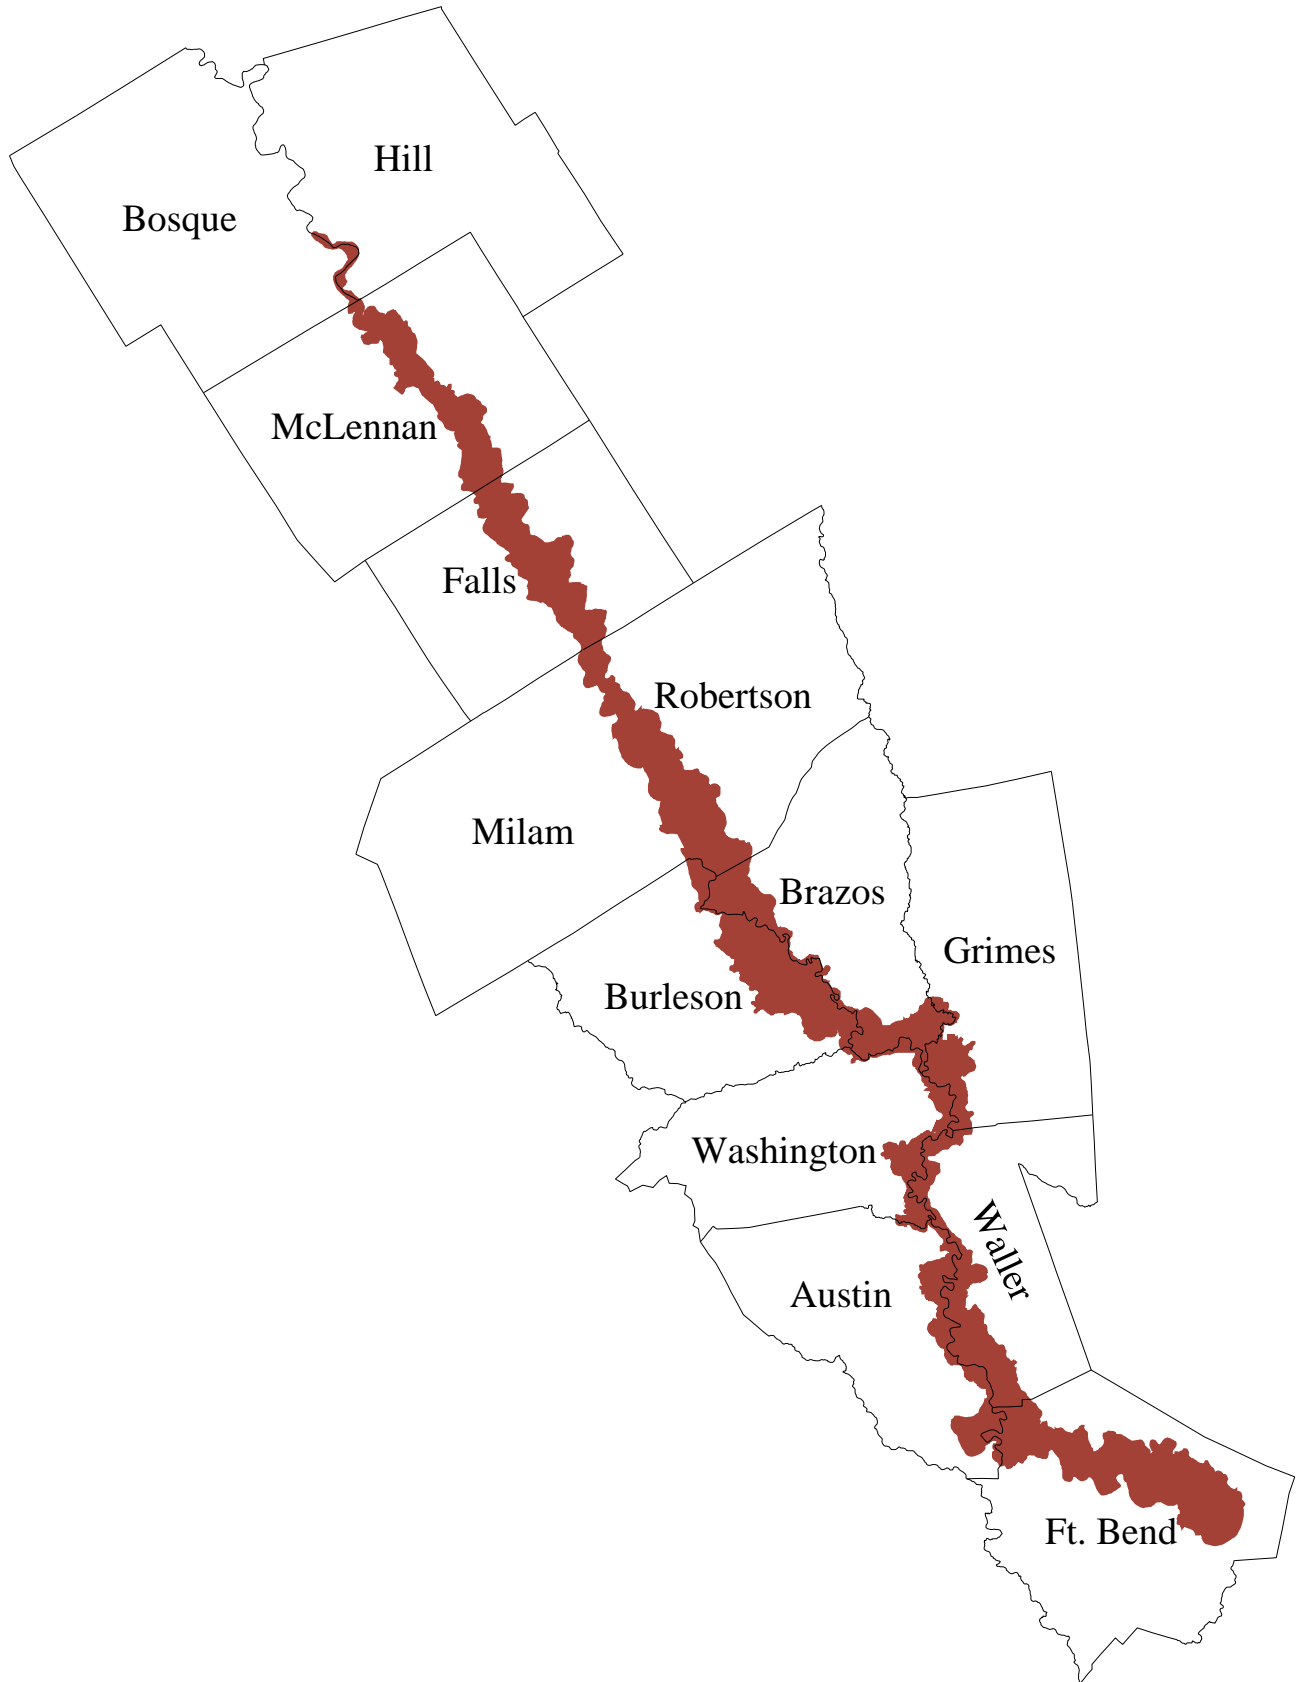 Hill
Bosque
McLennan
Falls
Robertson
Milam
Brazos
Grimes
Burleson
Washington
Waller
Austin
Ft. Bend